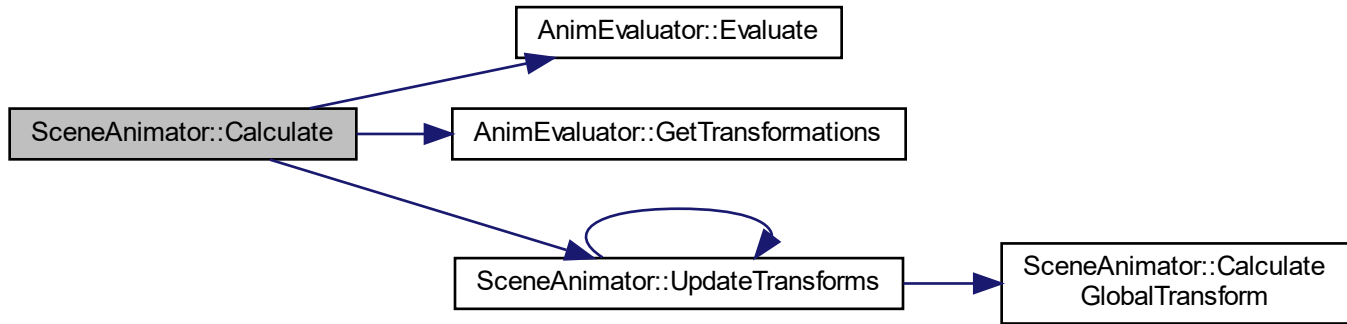 AnimEvaluator::Evaluate
SceneAnimator::Calculate
AnimEvaluator::GetTransformations
SceneAnimator::UpdateTransforms
SceneAnimator::Calculate
GlobalTransform